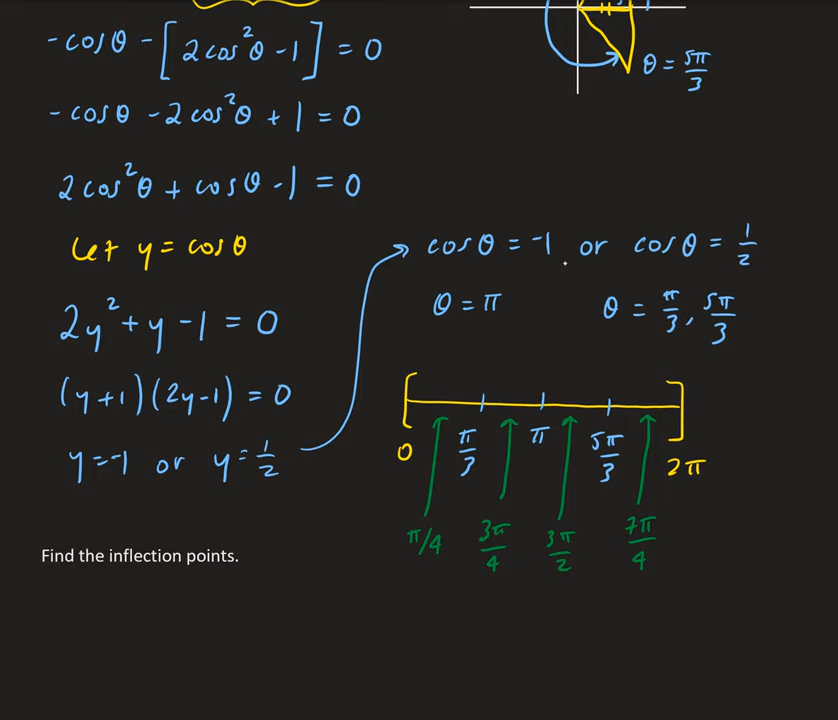 -cosθ - [2cos²θ - 1] = 0
θ = 5π/3
-cosθ - 2cos²θ + 1 = 0
2cos²θ + cosθ - 1 = 0
Let y = cosθ
cosθ = -1 or cosθ = 1/2
θ = π θ = π/3, 5π/3
2y² + y - 1 = 0
(y+1)(2y-1) = 0
y = -1 or y = 1/2
0 π/3 π 5π/3 2π
π/4 3π/4 3π/2 7π/4
Find the inflection points.